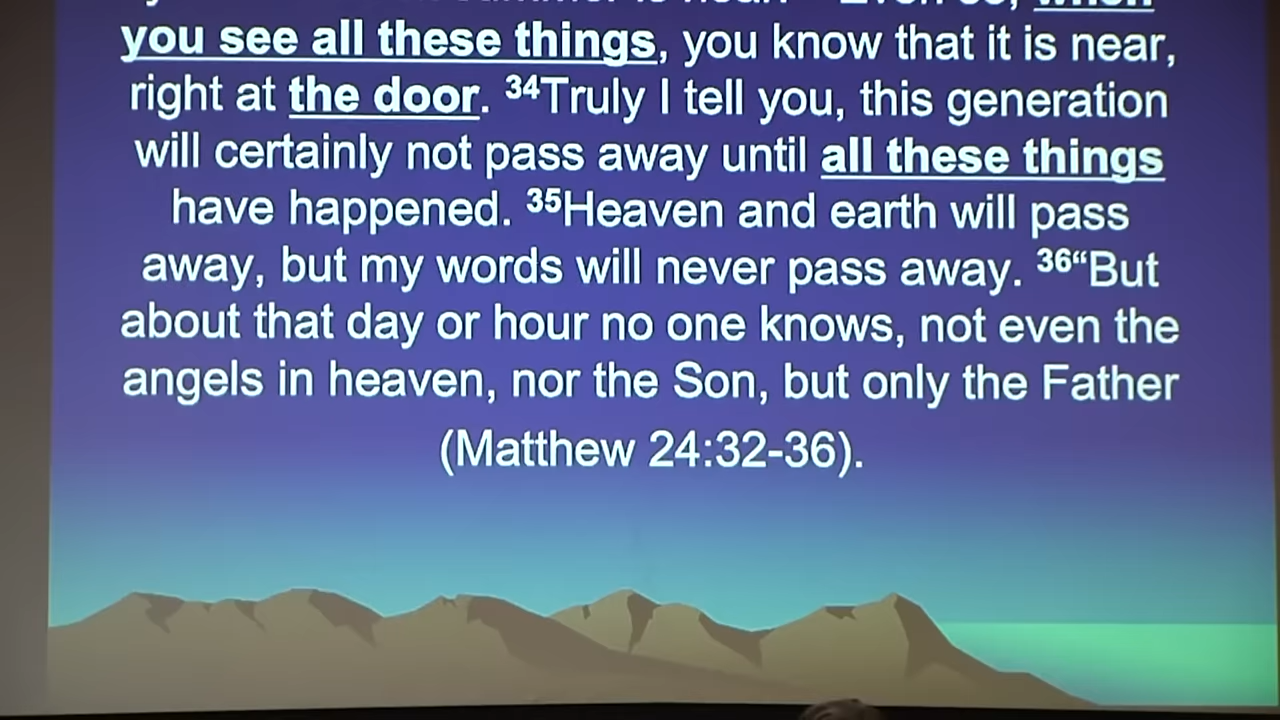 you see all these things, you know that it is near,
right at the door. ³⁴Truly I tell you, this generation
will certainly not pass away until all these things
have happened. ³⁵Heaven and earth will pass
away, but my words will never pass away. ³⁶“But
about that day or hour no one knows, not even the
angels in heaven, nor the Son, but only the Father
(Matthew 24:32-36).